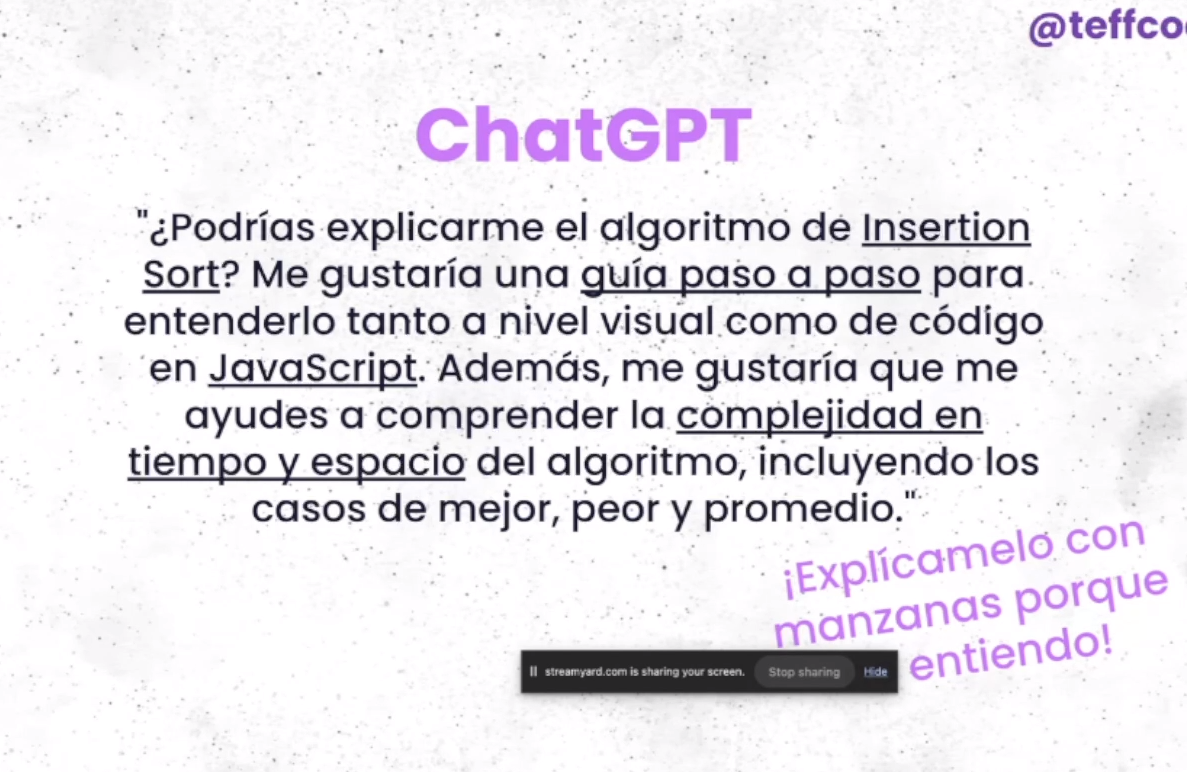 @teffco
ChatGPT
"¿Podrías explicarme el algoritmo de Insertion
Sort? Me gustaría una guía paso a paso para
entenderlo tanto a nivel visual como de código
en JavaScript. Además, me gustaría que me
ayudes a comprender la complejidad en
tiempo y espacio del algoritmo, incluyendo los
casos de mejor, peor y promedio."
¡Explícamelo con
manzanas porque
entiendo!
streamyard.com is sharing your screen. Stop sharing Hide